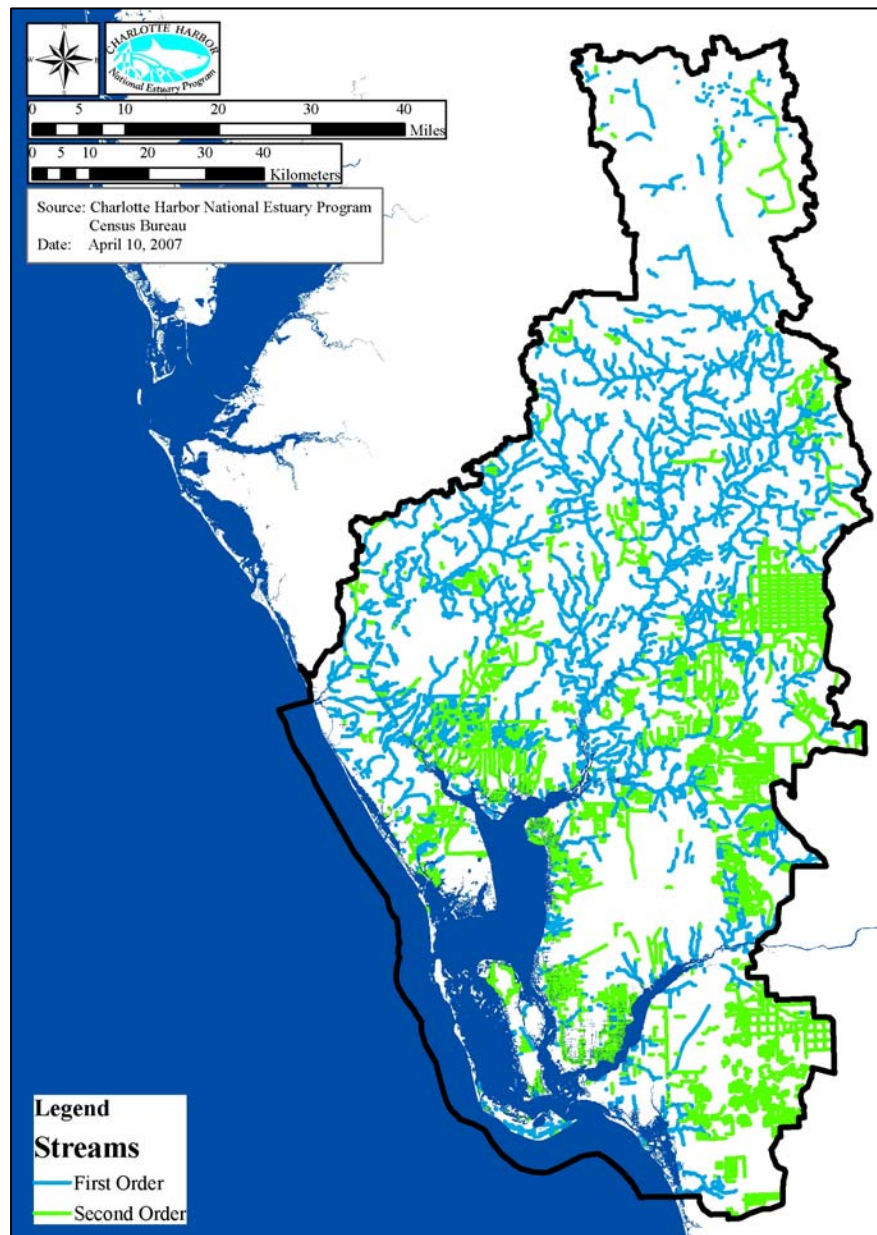 N
W
E
S
CHARLOTTE HARBOR
National Estuary Program
0 5 10 20 30 40
Miles
0 5 10 20 30 40
Kilometers
Source: Charlotte Harbor National Estuary Program
Census Bureau
Date: April 10, 2007
Legend
Streams
First Order
Second Order